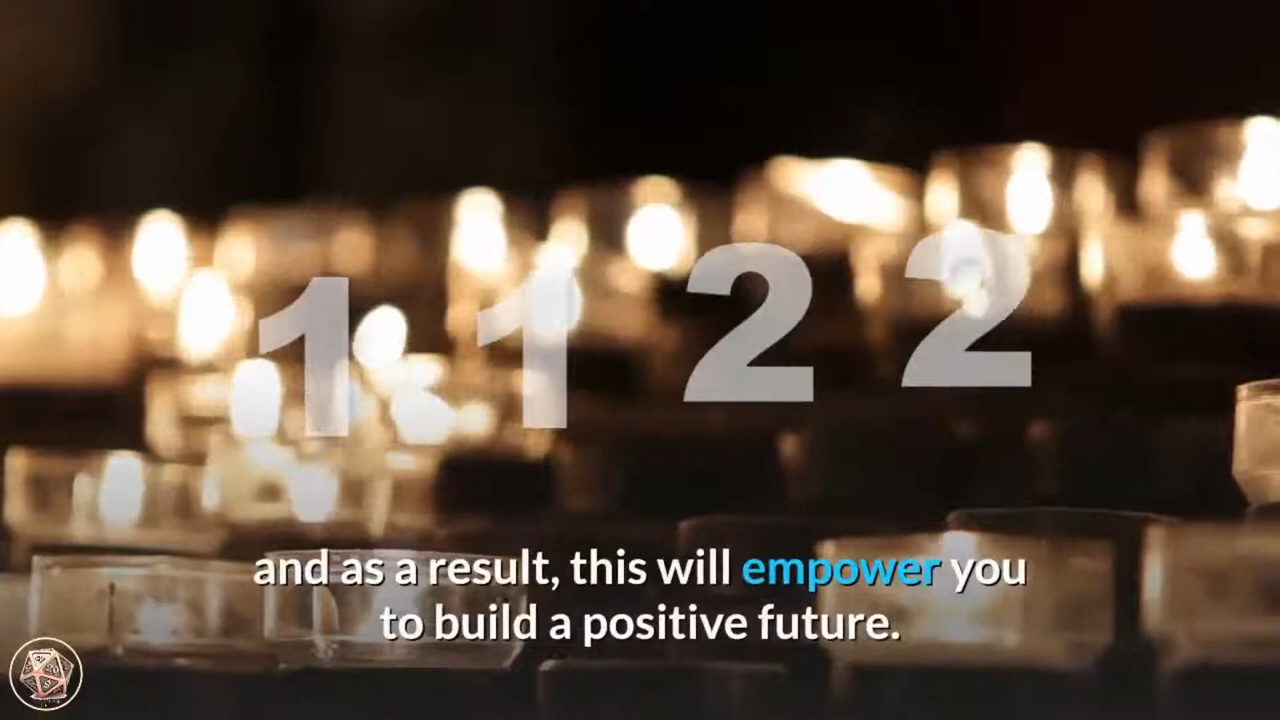 1 1 2 2
and as a result, this will empower you
to build a positive future.